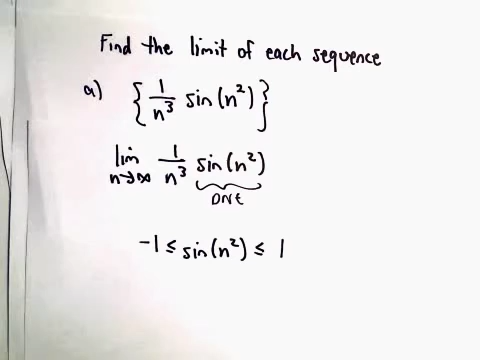 Find the limit of each sequence
a) { 1/n³ sin(n²) }
lim n→∞ 1/n³ sin(n²)
DNE
-1 ≤ sin(n²) ≤ 1